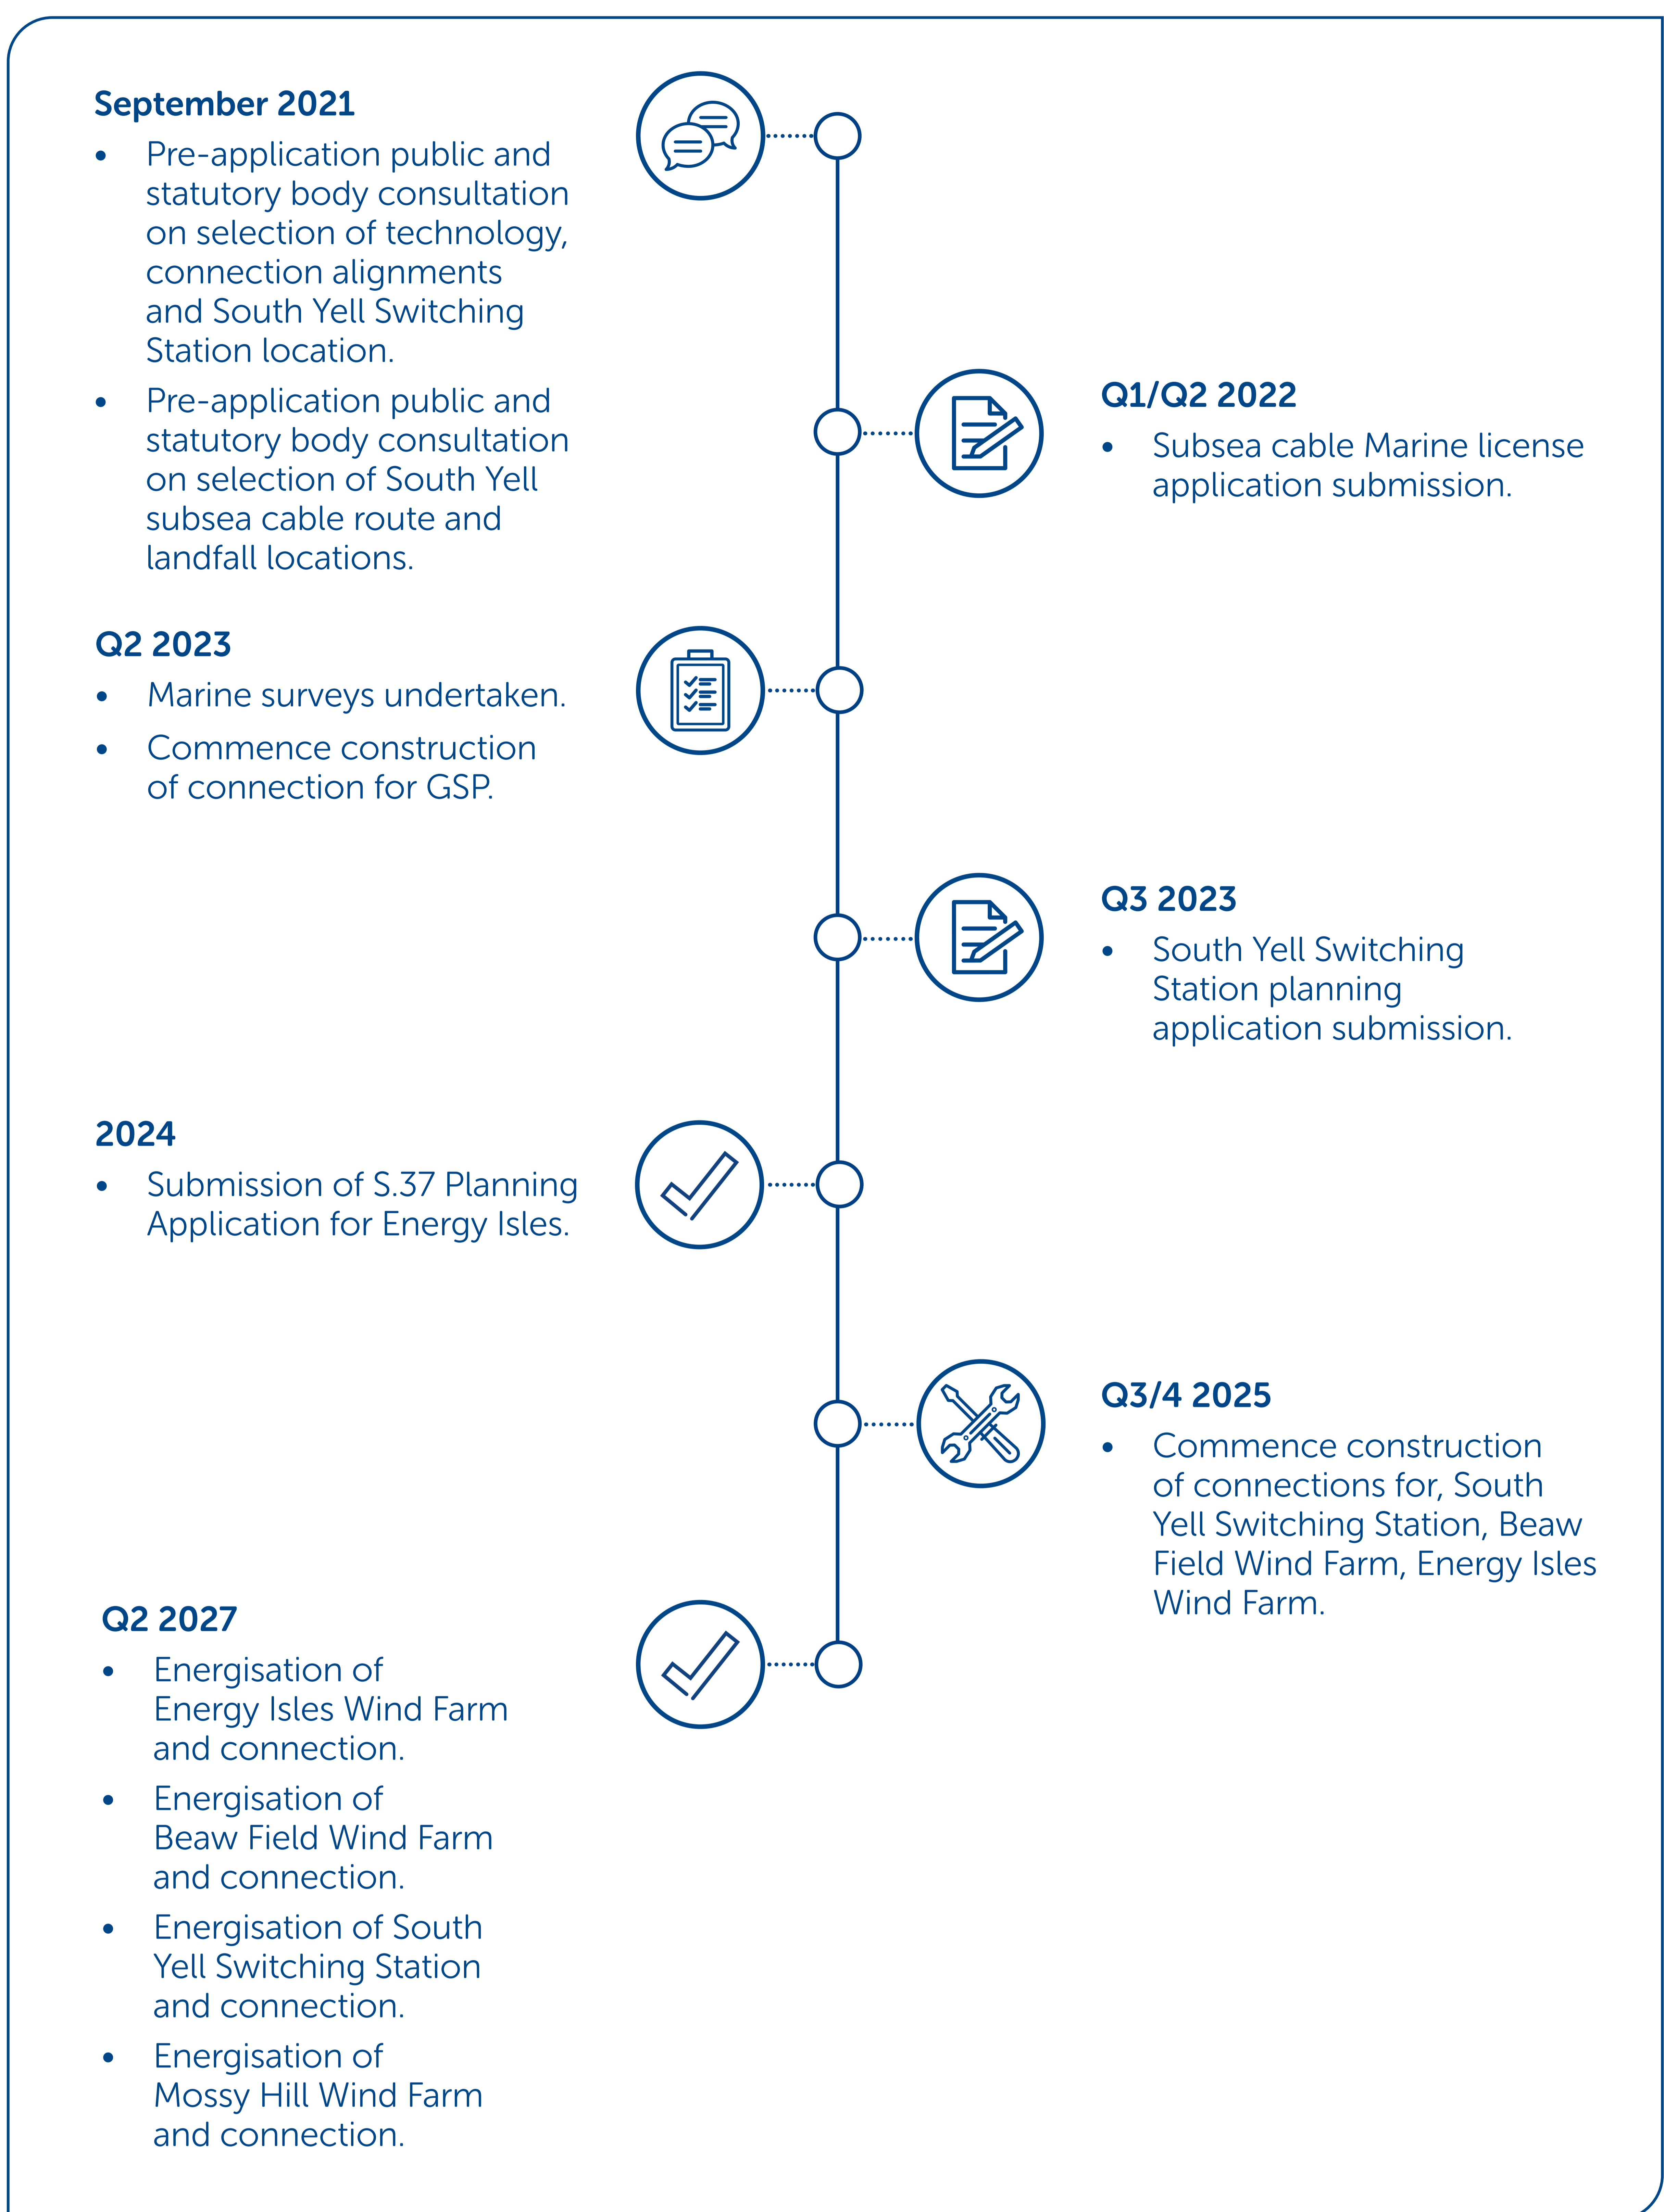 September 2021
• Pre-application public and
statutory body consultation
on selection of technology,
connection alignments
and South Yell Switching
Station location.
• Pre-application public and
statutory body consultation
on selection of South Yell
subsea cable route and
landfall locations.
Q1/Q2 2022
• Subsea cable Marine license
application submission.
Q2 2023
• Marine surveys undertaken.
• Commence construction
of connection for GSP.
Q3 2023
• South Yell Switching
Station planning
application submission.
2024
• Submission of S.37 Planning
Application for Energy Isles.
Q3/4 2025
• Commence construction
of connections for, South
Yell Switching Station, Beaw
Field Wind Farm, Energy Isles
Wind Farm.
Q2 2027
• Energisation of
Energy Isles Wind Farm
and connection.
• Energisation of
Beaw Field Wind Farm
and connection.
• Energisation of South
Yell Switching Station
and connection.
• Energisation of
Mossy Hill Wind Farm
and connection.